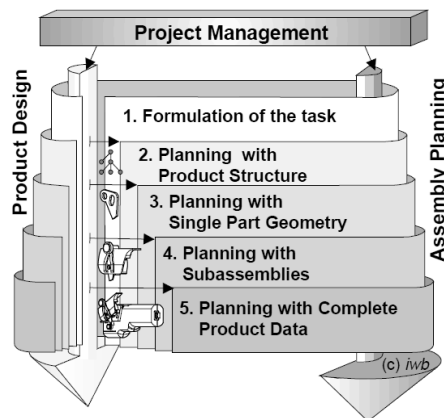 Project Management
Product Design
Assembly Planning
1. Formulation of the task
2. Planning with
Product Structure
3. Planning with
Single Part Geometry
4. Planning with
Subassemblies
5. Planning with Complete
Product Data
(c) iwb